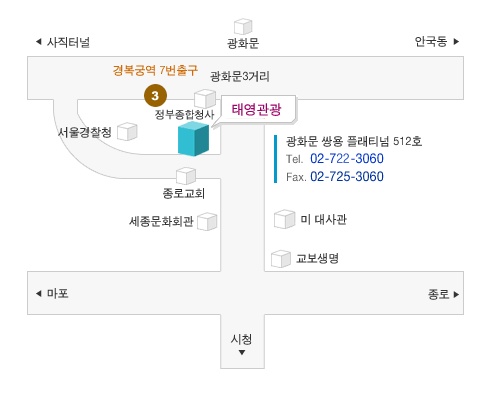 ◀ 사직터널
광화문
안국동 ▶
경복궁역 7번출구
광화문3거리
3
정부종합청사
태영관광
서울경찰청
광화문 쌍용 플래티넘 512호
Tel. 02-722-3060
Fax. 02-725-3060
종로교회
세종문화회관
미 대사관
교보생명
◀ 마포
종로 ▶
시청
▼